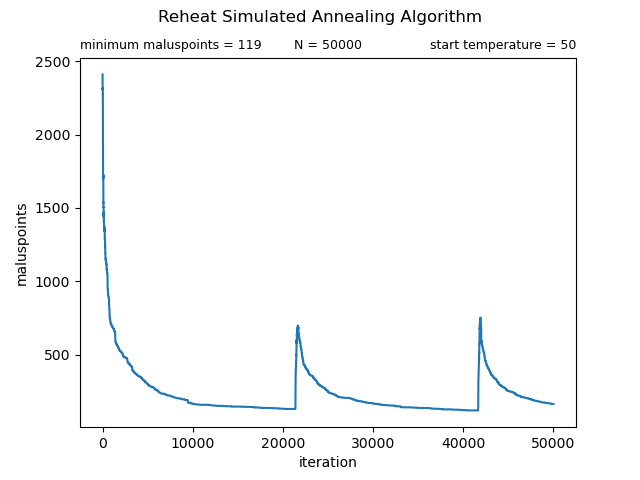 Reheat Simulated Annealing Algorithm
minimum maluspoints = 119 N = 50000 start temperature = 50
2500
2000
1500
1000
500
maluspoints
0 10000 20000 30000 40000 50000
iteration